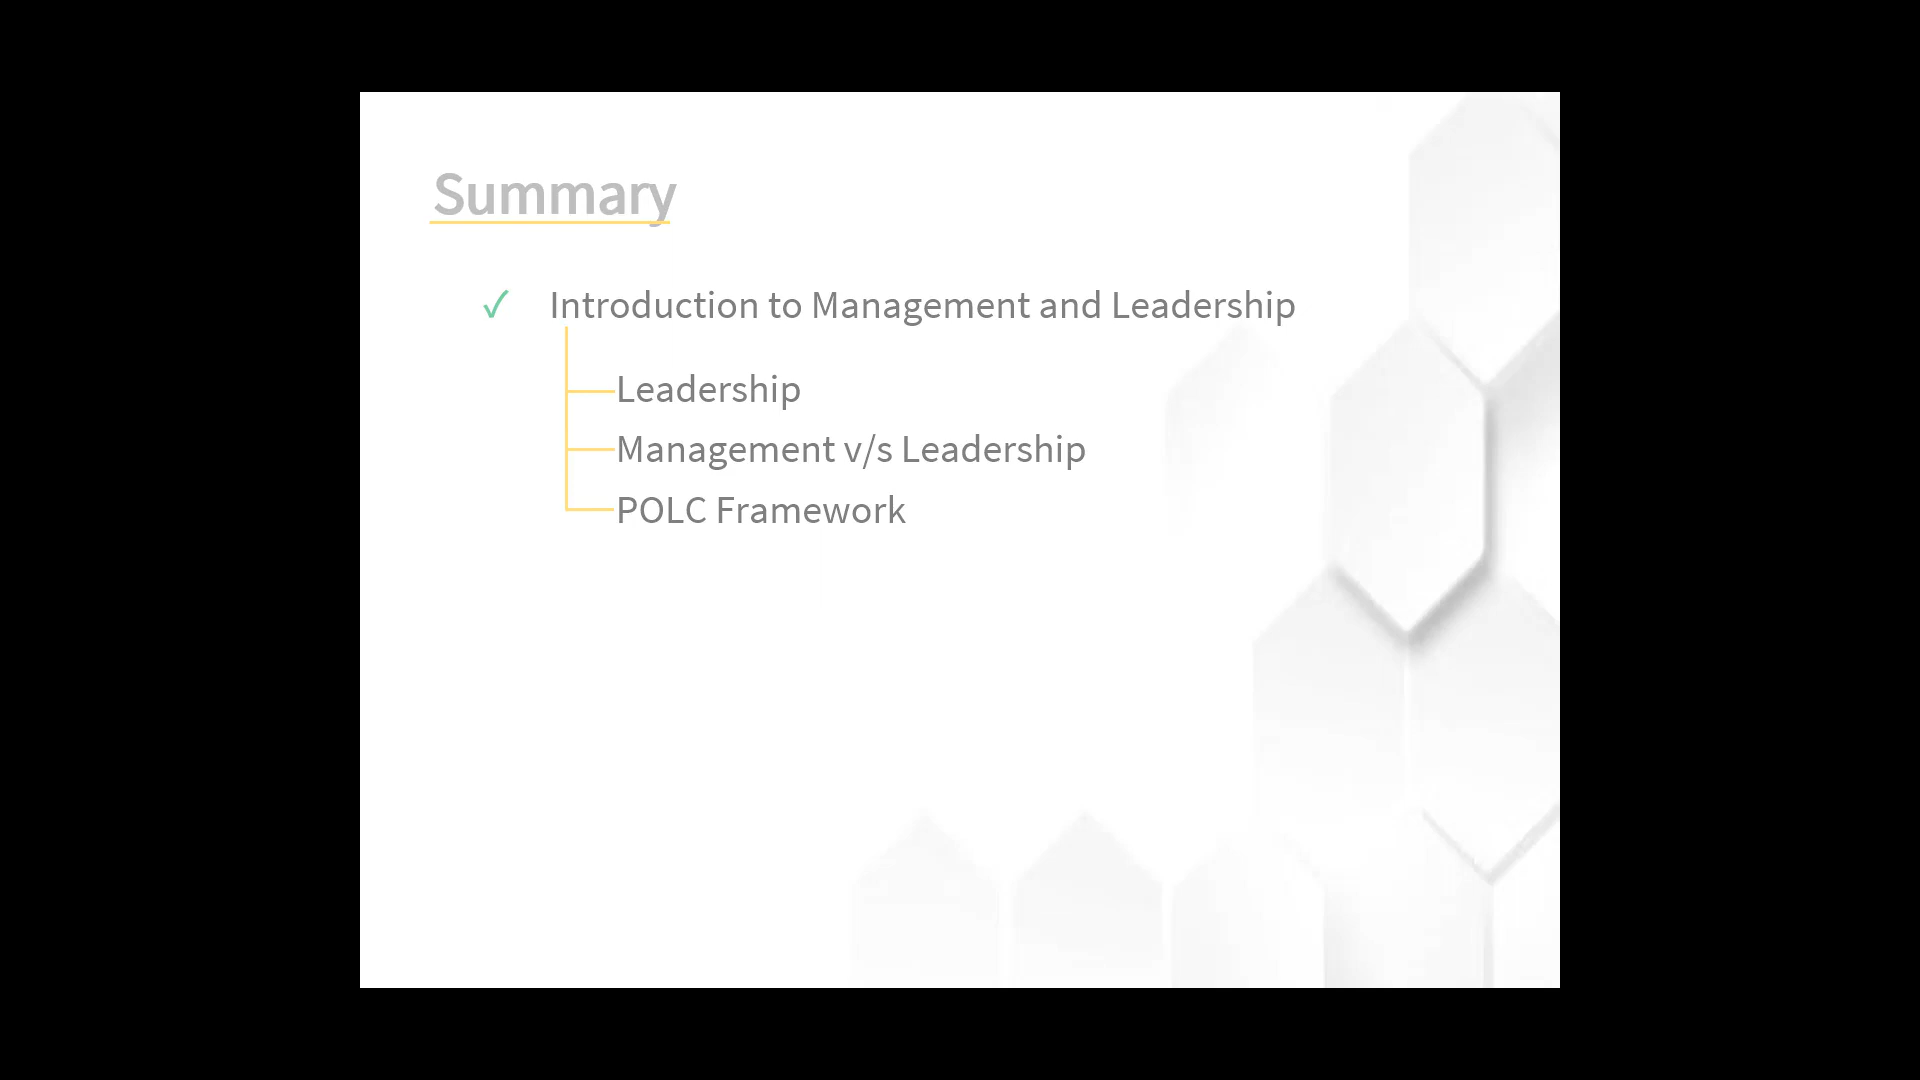 Summary
✓ Introduction to Management and Leadership
Leadership
Management v/s Leadership
POLC Framework